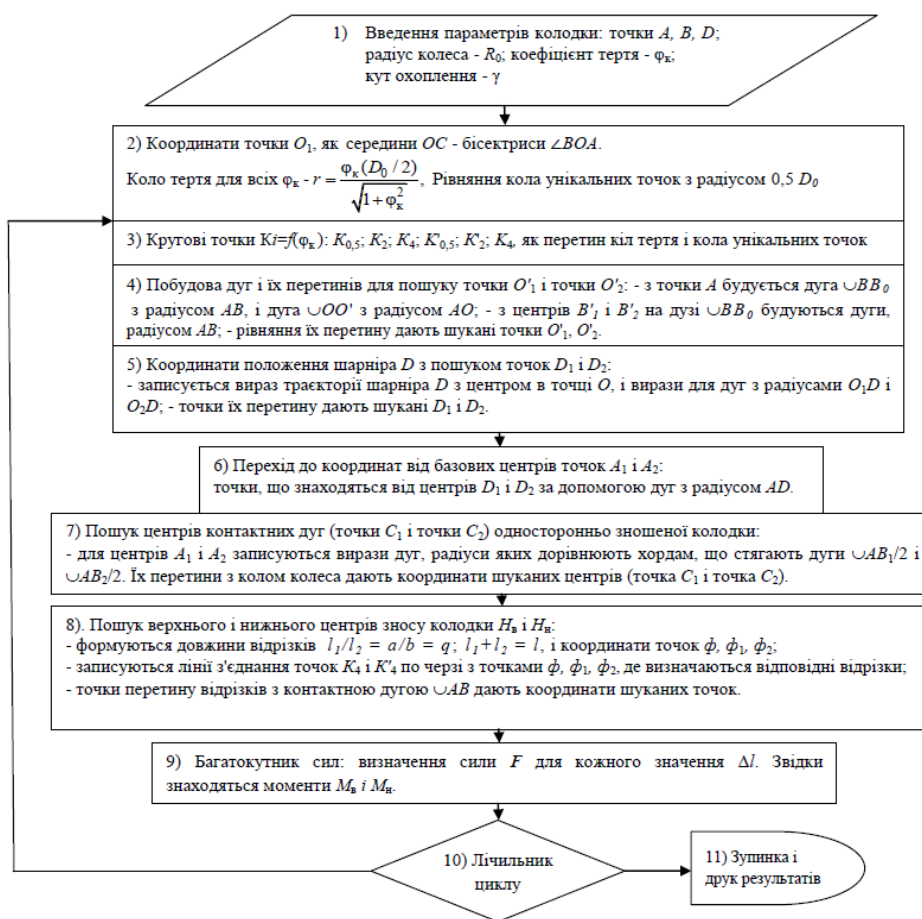 1) Введення параметрів колодки: точки A, B, D;
радіус колеса - R₀; коефіцієнт тертя - φк;
кут охоплення - γ
2) Координати точки O₁, як середини OC - бісектриси ∠BOA.
Коло тертя для всіх φк - r = φк(D₀ / 2) / √(1+φк²), Рівняння кола унікальних точок з радіусом 0,5 D₀
3) Кругові точки Кi=f(φк): K₀,₅; K₂; K₄; K'₀,₅; K'₂; K₄, як перетин кіл тертя і кола унікальних точок
4) Побудова дуг і їх перетинів для пошуку точок O'₁ і точки O'₂: - з точки A будується дуга ∪BB₀
з радіусом AB, і дуга ∪OO' з радіусом AO; - з центрів B'₁ і B'₂ на дузі ∪BB₀ будуються дуги,
радіусом AB; - рівняння їх перетину дають шукані точки O'₁, O'₂.
5) Координати положення шарніра D з пошуком точок D₁ і D₂:
- записується вираз траєкторії шарніра D з центром в точці O, і вирази для дуг з радіусами O₁D і
O₂D; - точки їх перетину дають шукані D₁ і D₂.
6) Перехід до координат від базових центрів точок A₁ і A₂:
точки, що знаходяться від центрів D₁ і D₂ за допомогою дуг з радіусом AD.
7) Пошук центрів контактних дуг (точки C₁ і точки C₂) односторонньо зношеної колодки:
- для центрів A₁ і A₂ записуються вирази дуг, радіуси яких дорівнюють хордам, що стягають дуги ∪AB₁/2 і
∪AB₂/2. Їх перетини з колом колеса дають координати шуканих центрів (точка C₁ і точка C₂).
8). Пошук верхнього і нижнього центрів зносу колодки Hв і Hн:
- формуються довжини відрізків l₁/l₂ = a/b = q; l₁+l₂ = l, і координати точок ф, ф₁, ф₂;
- записуються лінії з'єднання точок K₄ і K'₄ по черзі з точками ф, ф₁, ф₂, де визначаються відповідні відрізки;
- точки перетину відрізків з контактною дугою ∪AB дають координати шуканих точок.
9) Багатокутник сил: визначення сили F для кожного значення Δl. Звідки
знаходяться моменти Mв і Mн.
10) Лічильник
циклу
11) Зупинка і
друк результатів